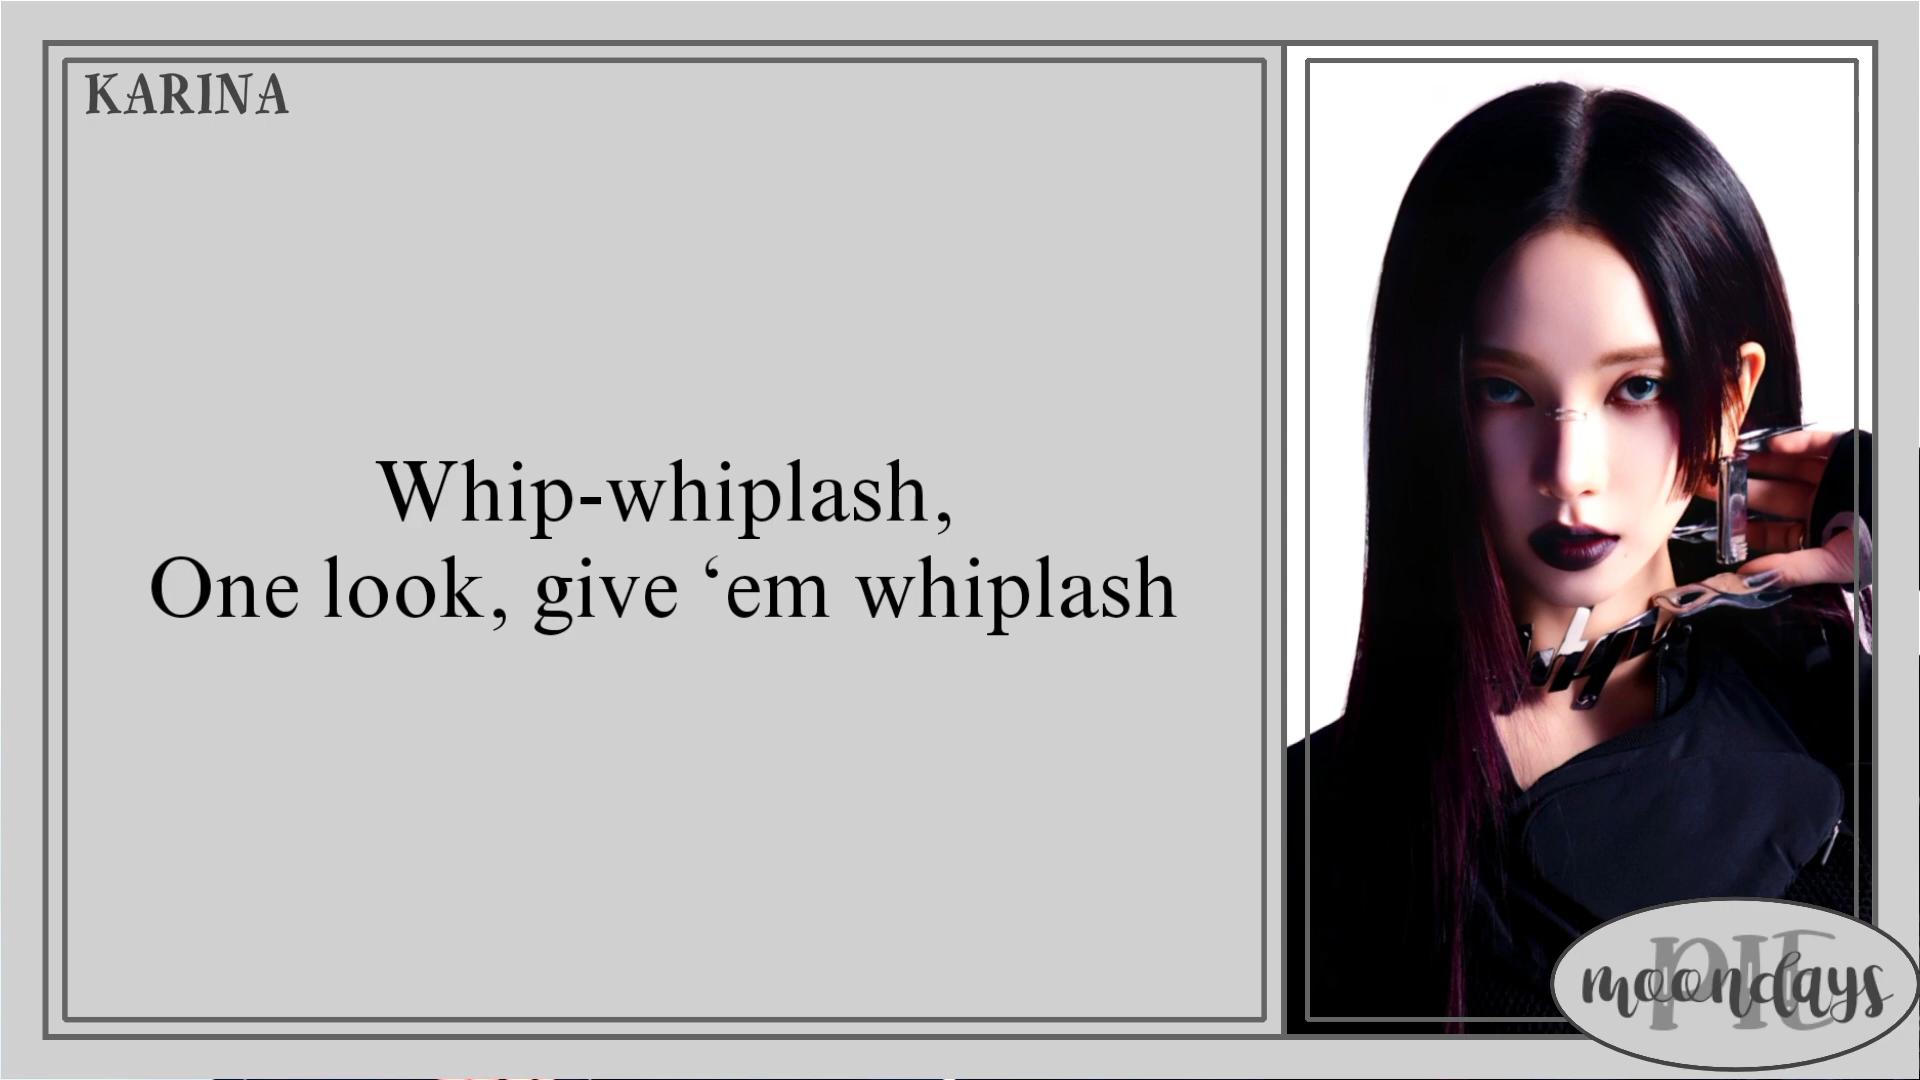 KARINA
Whip-whiplash,
One look, give ‘em whiplash
moondays